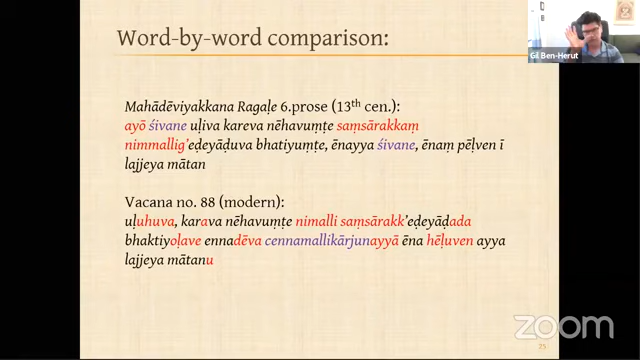 Word-by-word comparison:
Mahādēviyakkana Ragaḷe 6.prose (13th cen.):
ayō śivane uḷiva kareva nēhavuṃṭe saṃsārakkaṃ
nimmallig'eḍeyāḍuva bhatiyuṃṭe, ēnayya śivane, ēnaṃ pēḷven ī
lajjeya mātan
Vacana no. 88 (modern):
uḷuhuva, karava nēhavuṃṭe nimalli saṃsārakk'eḍeyāḍada
bhaktiyoḷave ennadēva cennamallikārjunayyā ēna hēḷuven ayya
lajjeya mātanu
Gil Ben-Herut
zoom
25